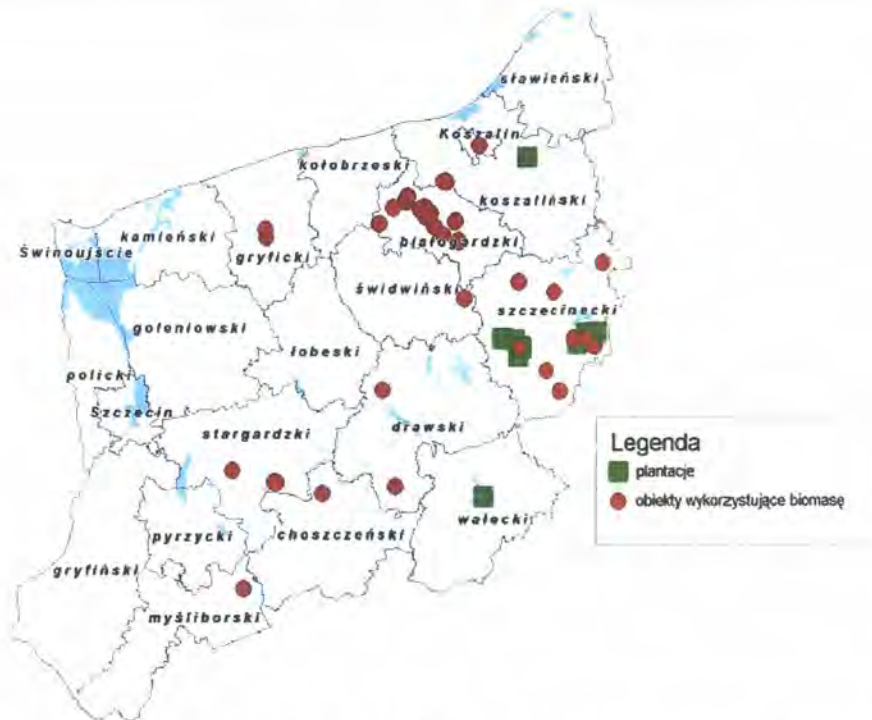 sławieński
Koszalin
kołobrzeski
koszaliński
kamieński
białogardzki
Świnoujście
gryficki
świdwiński
szczecinecki
goleniowski
łobeski
policki
Szczecin
stargardzki
drawski
wałecki
pyrzycki
choszczeński
gryfiński
myśliborski
Legenda
plantacje
obiekty wykorzystujące biomasę